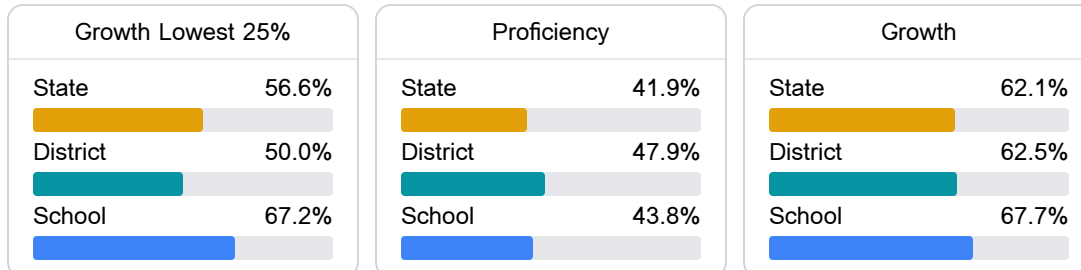 Growth Lowest 25%
State 56.6%
District 50.0%
School 67.2%
Proficiency
State 41.9%
District 47.9%
School 43.8%
Growth
State 62.1%
District 62.5%
School 67.7%